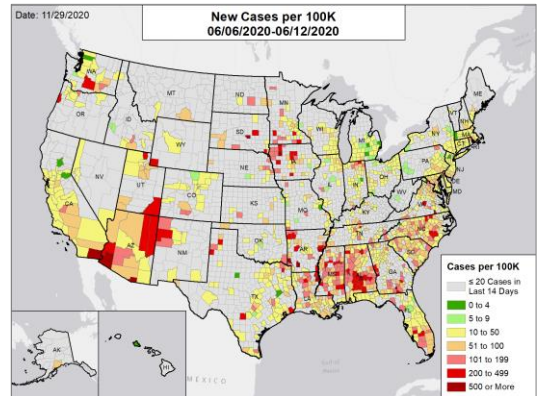 Date: 11/29/2020
New Cases per 100K
06/06/2020-06/12/2020
WA
MT
ND
MN
ME
OR
ID
SD
WI
VT
NH
NY
MA
WY
MI
CT
NE
PA
NJ
NV
UT
CO
IL
IN
OH
WV
MD
CA
KS
MO
KY
TN
AZ
NM
OK
AR
SC
GA
TX
LA
AK
HI
MEXICO
Cases per 100K
≤ 20 Cases in
Last 14 Days
0 to 4
5 to 9
10 to 50
51 to 100
101 to 199
200 to 499
500 or More